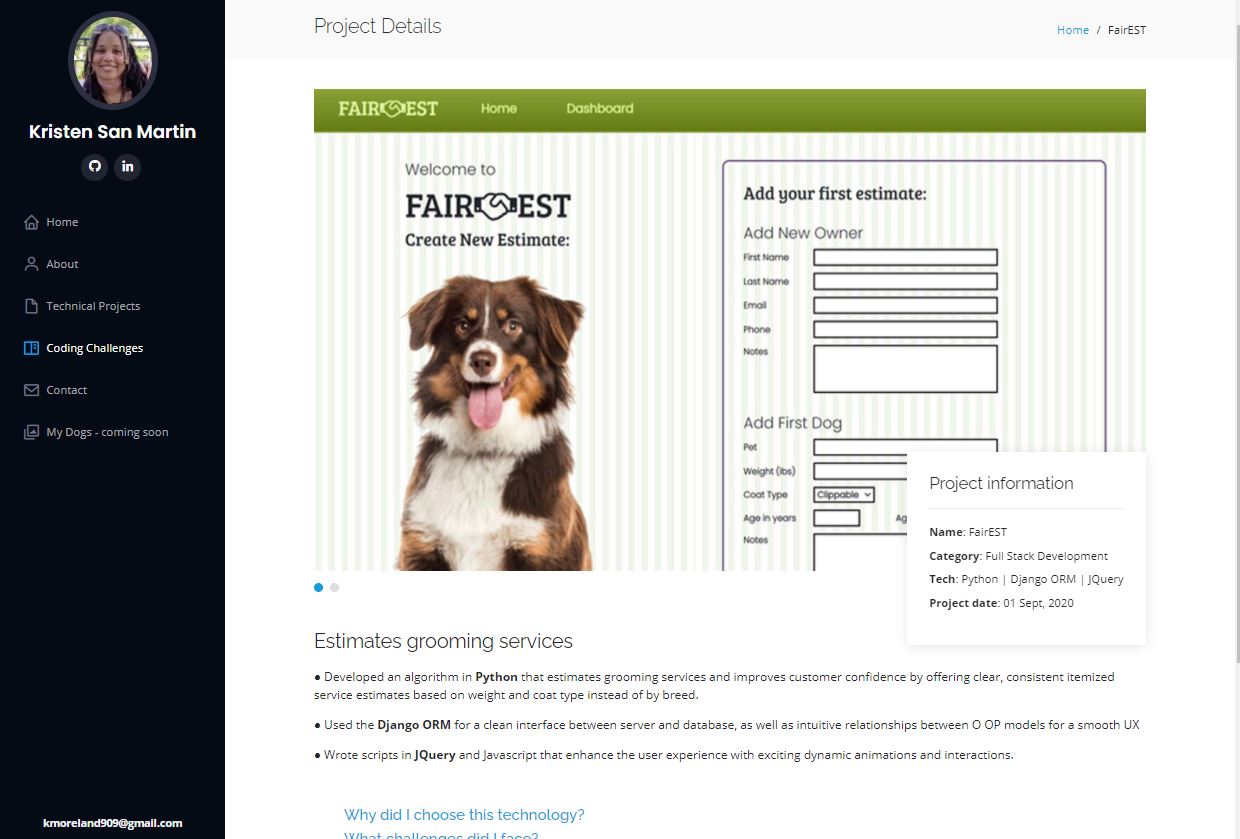 Kristen San Martin
Home
About
Technical Projects
Coding Challenges
Contact
My Dogs - coming soon
kmoreland909@gmail.com
Project Details
Home / FairEST
FAIR EST Home Dashboard
Welcome to
FAIR EST
Create New Estimate:
Add your first estimate:
Add New Owner
First Name
Last Name
Email
Phone
Notes
Add First Dog
Pet
Weight (lbs)
Coat Type Clippable
Age in years Ag
Notes
Project information
Name: FairEST
Category: Full Stack Development
Tech: Python | Django ORM | JQuery
Project date: 01 Sept, 2020
Estimates grooming services
● Developed an algorithm in Python that estimates grooming services and improves customer confidence by offering clear, consistent itemized
service estimates based on weight and coat type instead of by breed.
● Used the Django ORM for a clean interface between server and database, as well as intuitive relationships between O OP models for a smooth UX
● Wrote scripts in JQuery and Javascript that enhance the user experience with exciting dynamic animations and interactions.
Why did I choose this technology?
What challenges did I face?